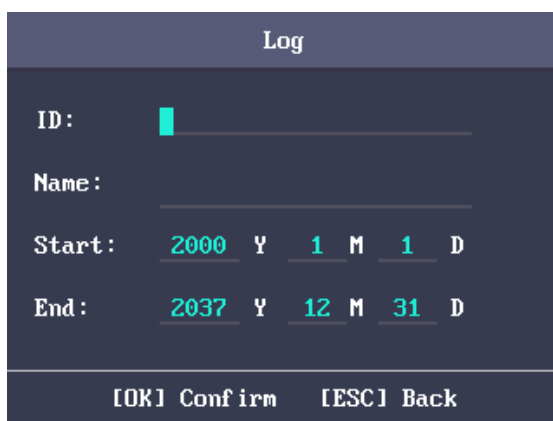 Log
ID:
Name:
Start: 2000 Y 1 M 1 D
End: 2037 Y 12 M 31 D
[OK] Confirm [ESC] Back